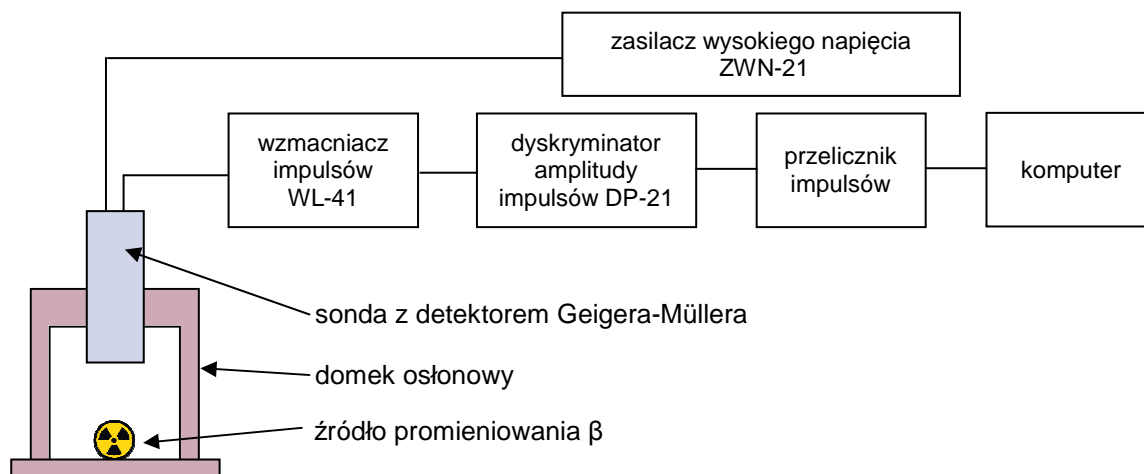 zasilacz wysokiego napięcia
ZWN-21
wzmacniacz
impulsów
WL-41
dyskryminator
amplitudy
impulsów DP-21
przelicznik
impulsów
komputer
sonda z detektorem Geigera-Müllera
domek osłonowy
źródło promieniowania β